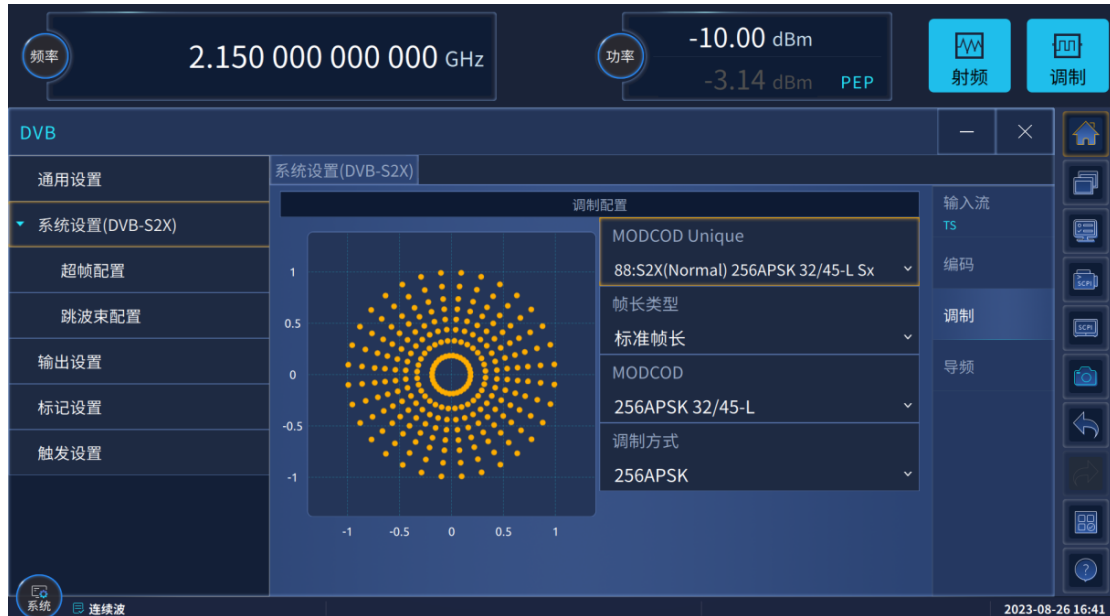 频率
2.150 000 000 000 GHz
功率
-10.00 dBm
-3.14 dBm PEP
射频
调制
DVB
通用设置
系统设置(DVB-S2X)
超帧配置
跳波束配置
输出设置
标记设置
触发设置
系统设置(DVB-S2X)
调制配置
1
0.5
0
-0.5
-1
-1 -0.5 0 0.5 1
MODCOD Unique
88:S2X(Normal) 256APSK 32/45-L Sx
帧长类型
标准帧长
MODCOD
256APSK 32/45-L
调制方式
256APSK
输入流
TS
编码
调制
导频
SCPI
SCPI
系统
连续波
2023-08-26 16:41